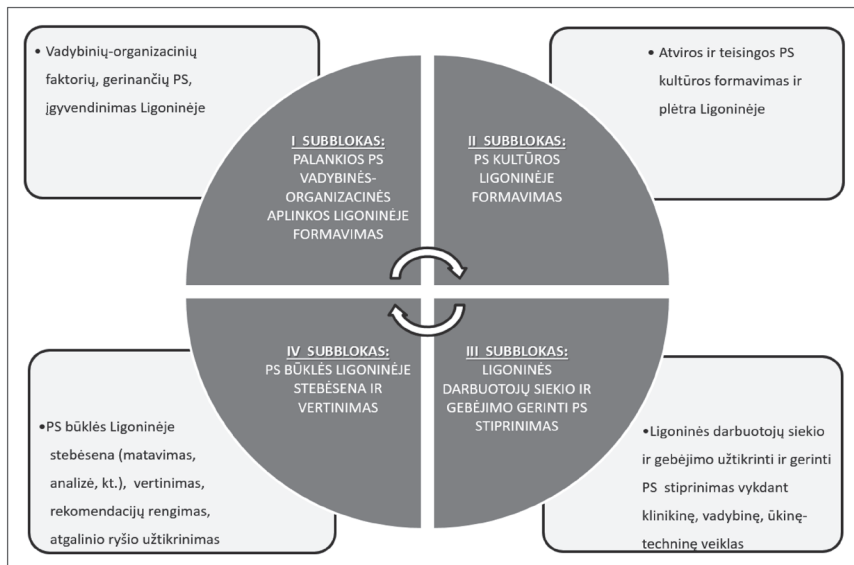 • Vadybinių-organizacinių
faktorių, gerinančių PS,
įgyvendinimas Ligoninėje
• Atviros ir teisingos PS
kultūros formavimas ir
plėtra Ligoninėje
I SUBBLOKAS:
PALANKIOS PS
VADYBINĖS-
ORGANIZACINĖS
APLINKOS LIGONINĖJE
FORMAVIMAS
II SUBBLOKAS:
PS KULTŪROS
LIGONINĖJE
FORMAVIMAS
IV SUBBLOKAS:
PS BŪKLĖS LIGONINĖJE
STEBĖSENA IR
VERTINIMAS
III SUBBLOKAS:
LIGONINĖS
DARBUOTOJŲ SIEKIO IR
GEBĖJIMO GERINTI PS
STIPRINIMAS
•PS būklės Ligoninėje
stebėsena (matavimas,
analizė, kt.), vertinimas,
rekomendacijų rengimas,
atgalinio ryšio užtikrinimas
•Ligoninės darbuotojų siekio
ir gebėjimo užtikrinti ir gerinti
PS stiprinimas vykdant
klinikinę, vadybinę, ūkinę-
techninę veiklas